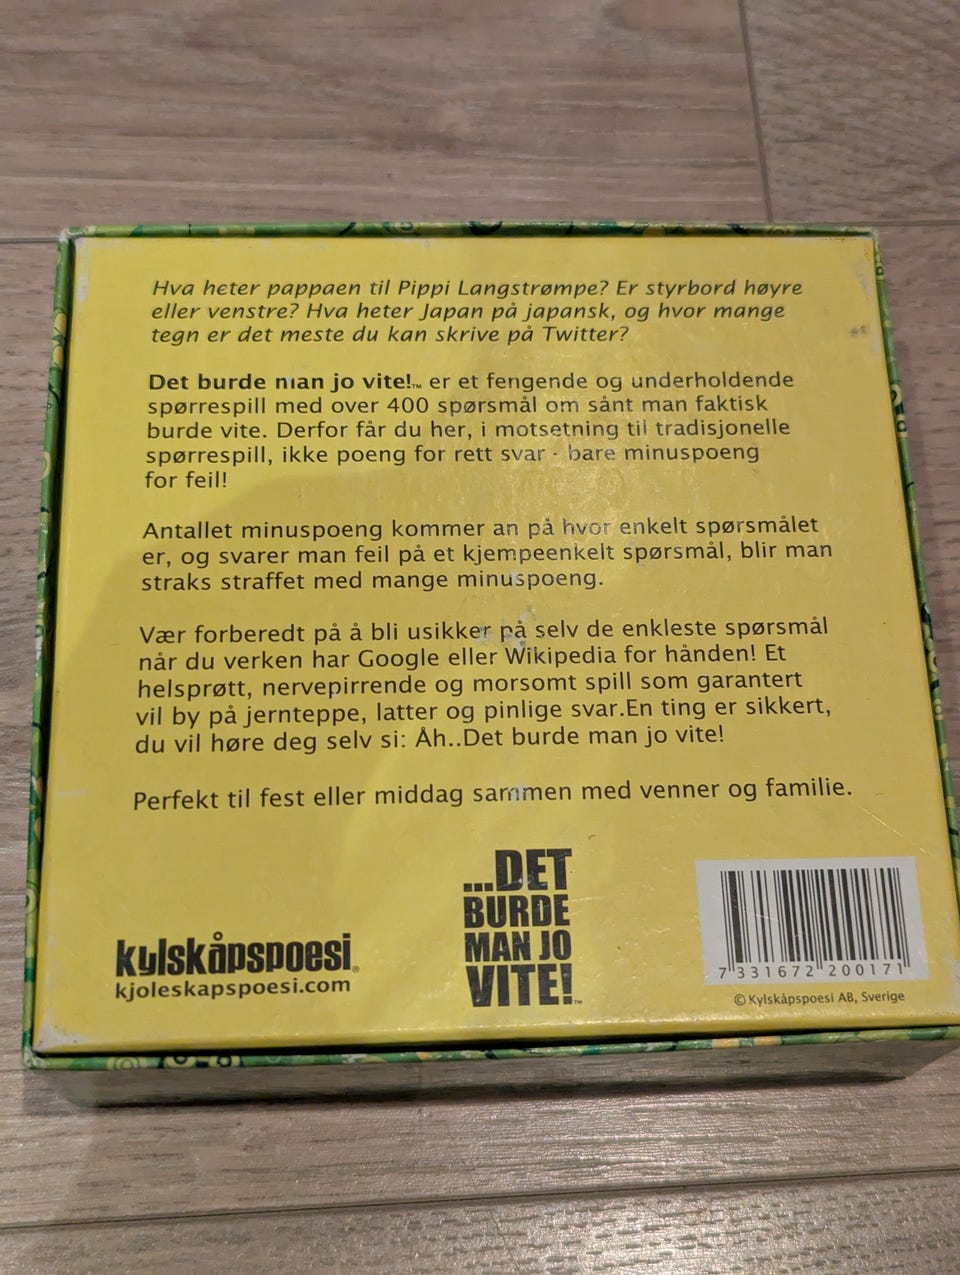 Hva heter pappaen til Pippi Langstrømpe? Er styrbord høyre
eller venstre? Hva heter Japan på japansk, og hvor mange
tegn er det meste du kan skrive på Twitter?
Det burde man jo vite!™ er et fengende og underholdende
spørrespill med over 400 spørsmål om sånt man faktisk
burde vite. Derfor får du her, i motsetning til tradisjonelle
spørrespill, ikke poeng for rett svar - bare minuspoeng
for feil!
Antallet minuspoeng kommer an på hvor enkelt spørsmålet
er, og svarer man feil på et kjempeenkelt spørsmål, blir man
straks straffet med mange minuspoeng.
Vær forberedt på å bli usikker på selv de enkleste spørsmål
når du verken har Google eller Wikipedia for hånden! Et
helsprøtt, nervepirrende og morsomt spill som garantert
vil by på jernteppe, latter og pinlige svar.En ting er sikkert,
du vil høre deg selv si: Åh..Det burde man jo vite!
Perfekt til fest eller middag sammen med venner og familie.
...DET
BURDE
MAN JO
VITE!™
kylskåpspoesi®
kjoleskapspoesi.com
7 331672 200171
© Kylskåpspoesi AB, Sverige